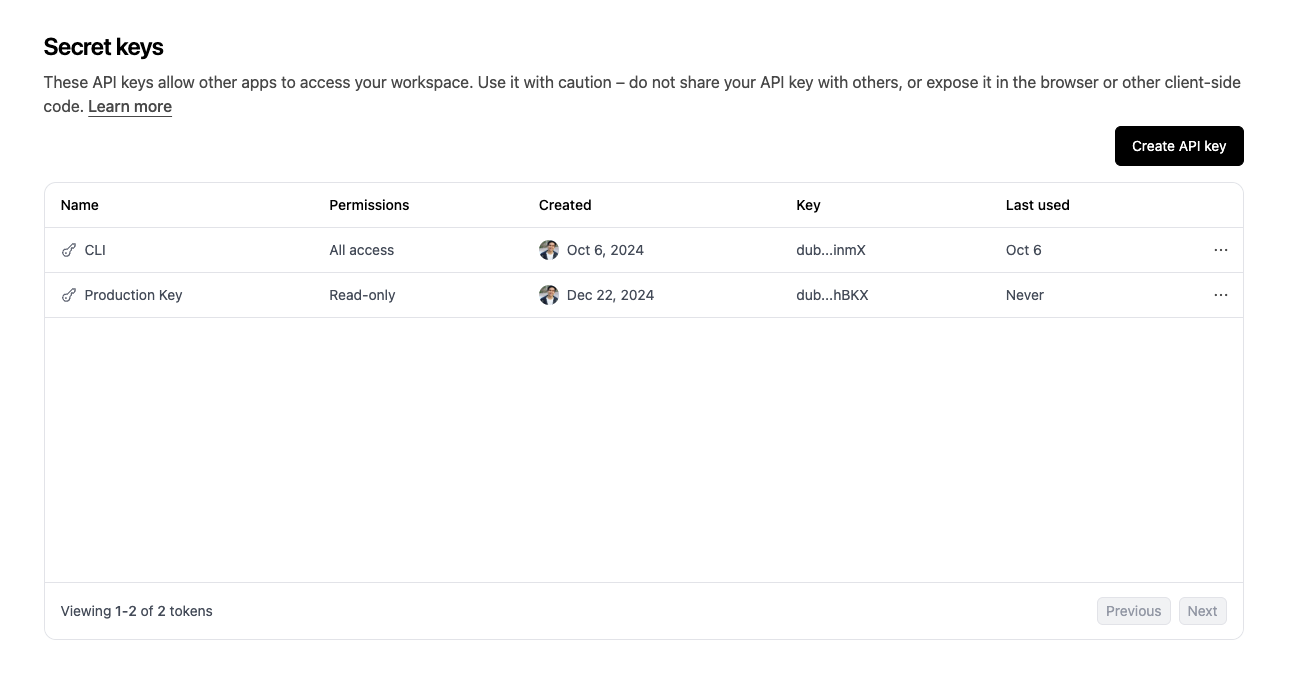 Secret keys
These API keys allow other apps to access your workspace. Use it with caution – do not share your API key with others, or expose it in the browser or other client-side
code. Learn more
Create API key
Name Permissions Created Key Last used
CLI All access Oct 6, 2024 dub...inmX Oct 6 ···
Production Key Read-only Dec 22, 2024 dub...hBKX Never ···
Viewing 1-2 of 2 tokens Previous Next